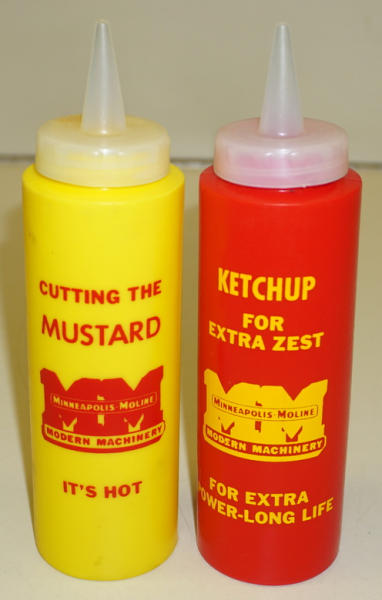 CUTTING THE
MUSTARD
MINNEAPOLIS-MOLINE
MODERN MACHINERY
IT'S HOT
KETCHUP
FOR
EXTRA ZEST
MINNEAPOLIS-MOLINE
MODERN MACHINERY
FOR EXTRA
POWER-LONG LIFE